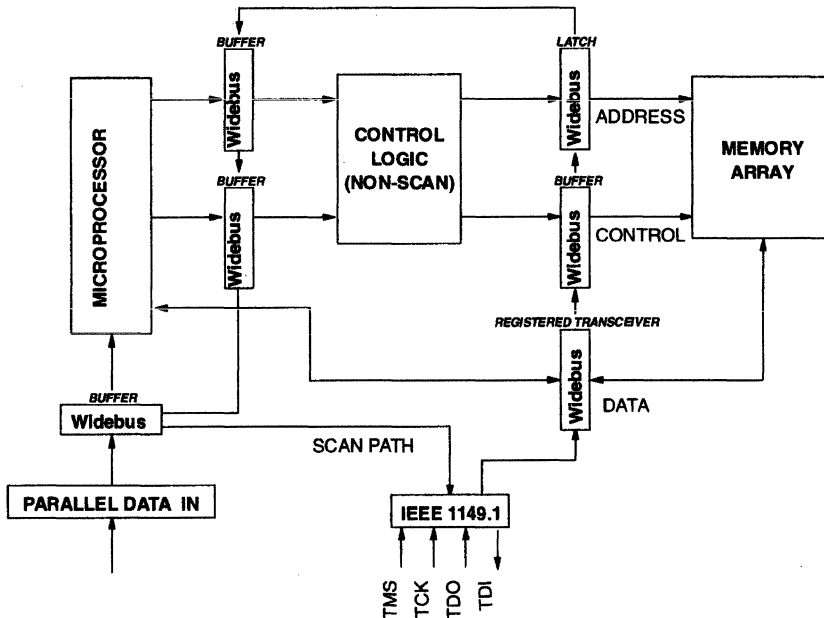 BUFFER
LATCH
MICROPROCESSOR
Widebus
CONTROL
LOGIC
(NON-SCAN)
Widebus
ADDRESS
MEMORY
ARRAY
BUFFER
Widebus
BUFFER
Widebus
CONTROL
REGISTERED TRANSCEIVER
Widebus
DATA
BUFFER
Widebus
SCAN PATH
PARALLEL DATA IN
IEEE 1149.1
TMS
TCK
TDO
TDI